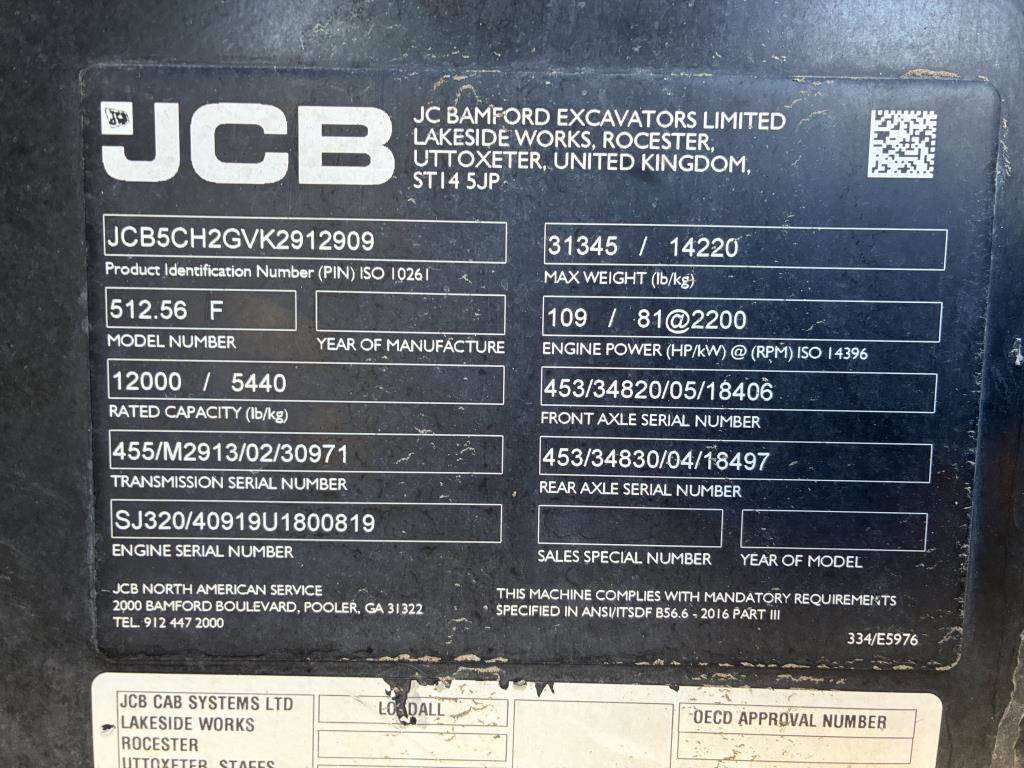 JCB
JC BAMFORD EXCAVATORS LIMITED
LAKESIDE WORKS, ROCESTER,
UTTOXETER, UNITED KINGDOM,
ST14 5JP
JCB5CH2GVK2912909
Product Identification Number (PIN) ISO 10261
31345 / 14220
MAX WEIGHT (lb/kg)
512.56 F
MODEL NUMBER
YEAR OF MANUFACTURE
109 / 81@2200
ENGINE POWER (HP/kW) @ (RPM) ISO 14396
12000 / 5440
RATED CAPACITY (lb/kg)
453/34820/05/18406
FRONT AXLE SERIAL NUMBER
455/M2913/02/30971
TRANSMISSION SERIAL NUMBER
453/34830/04/18497
REAR AXLE SERIAL NUMBER
SJ320/40919U1800819
ENGINE SERIAL NUMBER
SALES SPECIAL NUMBER
YEAR OF MODEL
JCB NORTH AMERICAN SERVICE
2000 BAMFORD BOULEVARD, POOLER, GA 31322
TEL. 912 447 2000
THIS MACHINE COMPLIES WITH MANDATORY REQUIREMENTS
SPECIFIED IN ANSI/ITSDF B56.6 - 2016 PART III
334/E5976
JCB CAB SYSTEMS LTD
LAKESIDE WORKS
ROCESTER
UTTOXETER, STAFFS
LOADALL
OECD APPROVAL NUMBER